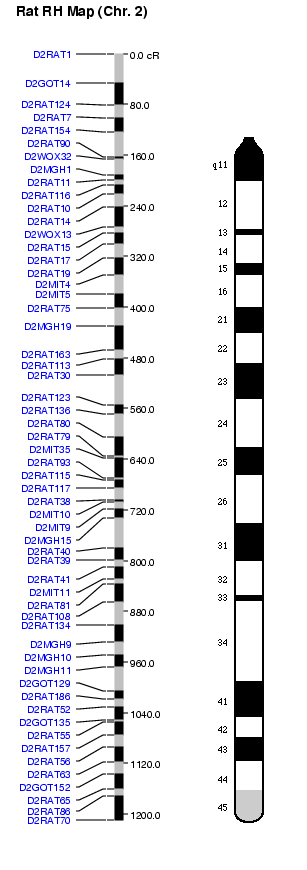 Rat RH Map (Chr. 2)
D2RAT1
D2GOT14
D2RAT124
D2RAT7
D2RAT154
D2RAT90
D2WOX32
D2MGH1
D2RAT11
D2RAT116
D2RAT10
D2RAT14
D2WOX13
D2RAT15
D2RAT17
D2RAT19
D2MIT4
D2MIT5
D2RAT75
D2MGH19
D2RAT163
D2RAT113
D2RAT30
D2RAT123
D2RAT136
D2RAT80
D2RAT79
D2MIT35
D2RAT93
D2RAT115
D2RAT117
D2RAT38
D2MIT10
D2MIT9
D2MGH15
D2RAT40
D2RAT39
D2RAT41
D2MIT11
D2RAT81
D2RAT108
D2RAT134
D2MGH9
D2MGH10
D2MGH11
D2GOT129
D2RAT186
D2RAT52
D2GOT135
D2RAT55
D2RAT157
D2RAT56
D2RAT63
D2GOT152
D2RAT65
D2RAT86
D2RAT70
0.0 cR
80.0
160.0
240.0
320.0
400.0
480.0
560.0
640.0
720.0
800.0
880.0
960.0
1040.0
1120.0
1200.0
q11
12
13
14
15
16
21
22
23
24
25
26
31
32
33
34
41
42
43
44
45